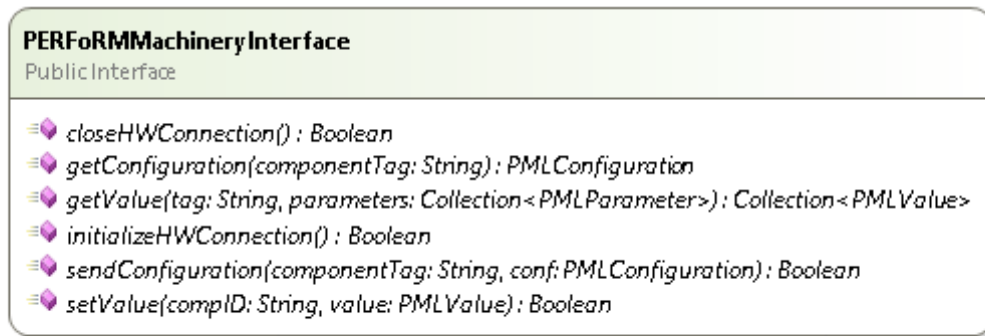 PERFoRMMachineryInterface
Public Interface
closeHWConnection() : Boolean
getConfiguration(componentTag: String) : PMLConfiguration
getValue(tag: String, parameters: Collection<PMLParameter>) : Collection<PMLValue>
initializeHWConnection() : Boolean
sendConfiguration(componentTag: String, conf: PMLConfiguration) : Boolean
setValue(compID: String, value: PMLValue) : Boolean